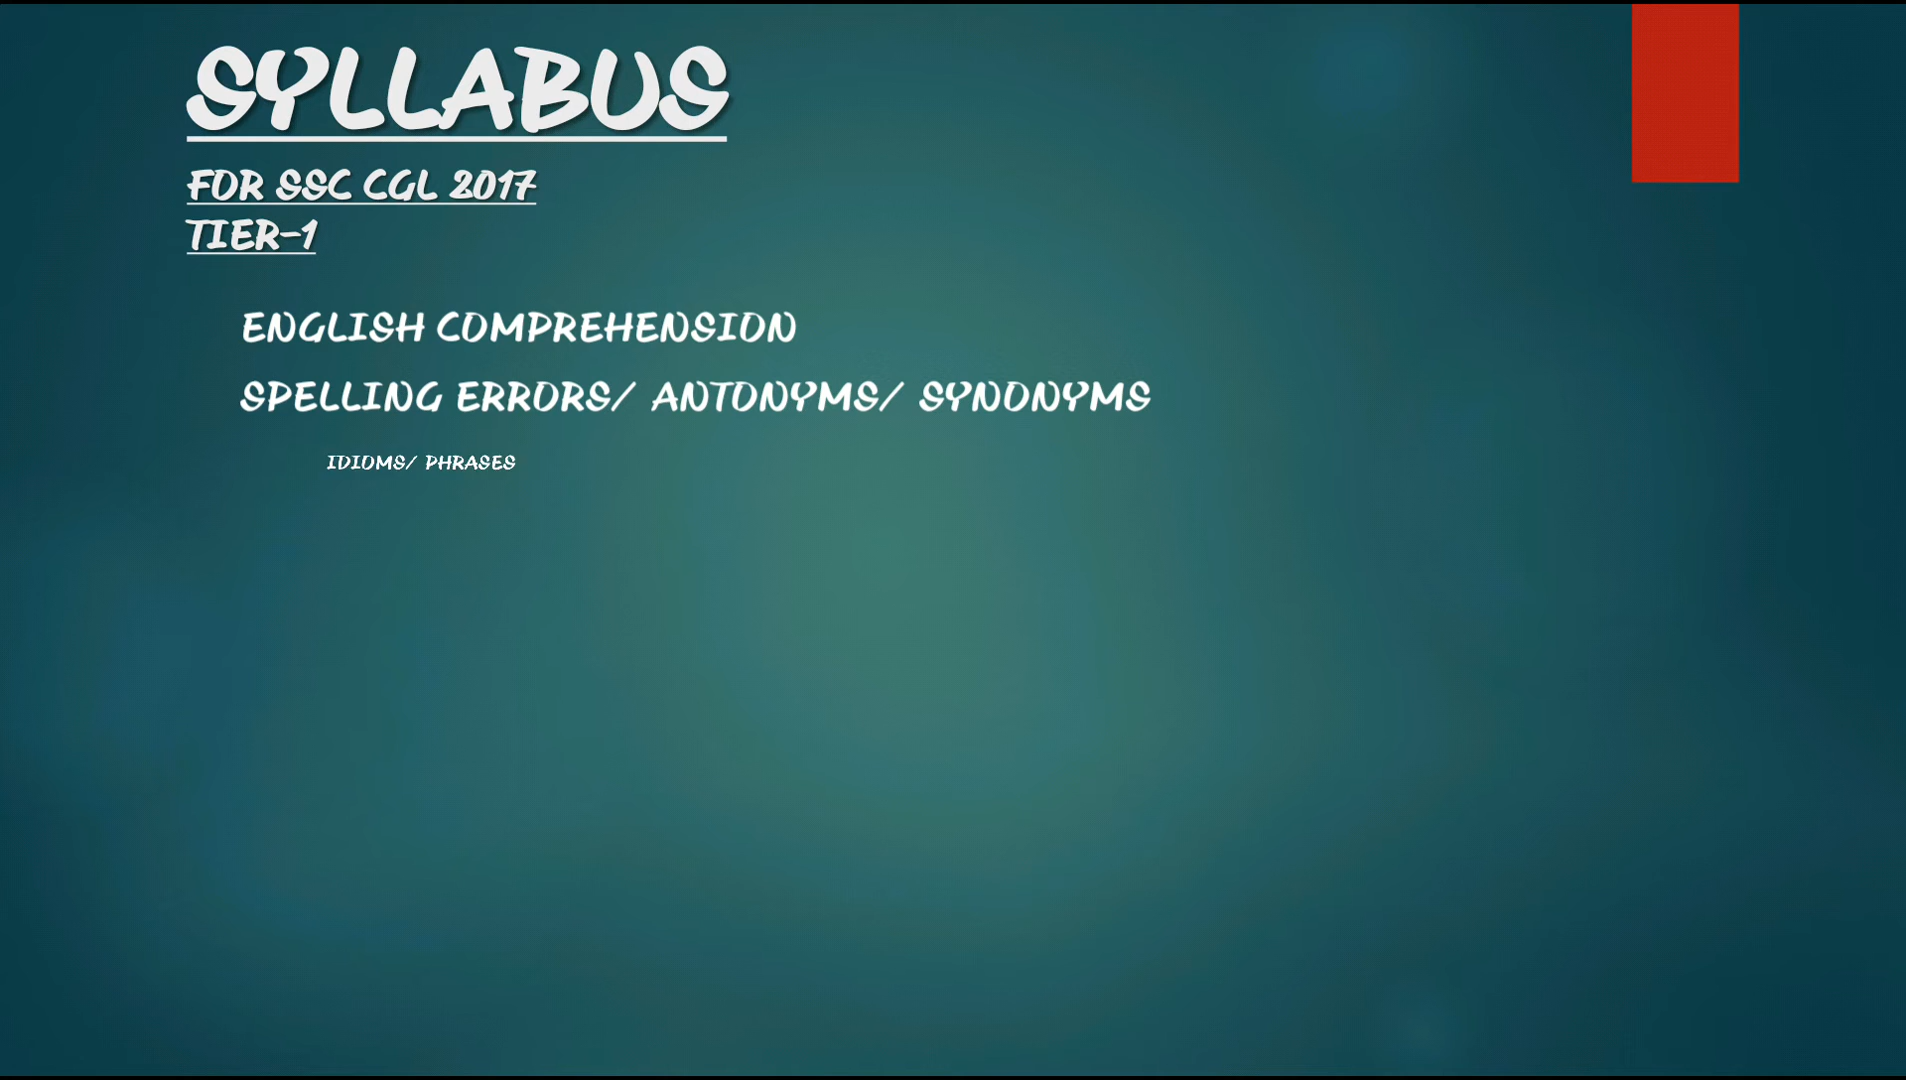 SYLLABUS
FOR SSC CGL 2017
TIER-1
ENGLISH COMPREHENSION
SPELLING ERRORS/ ANTONYMS/ SYNONYMS
IDIOMS/ PHRASES